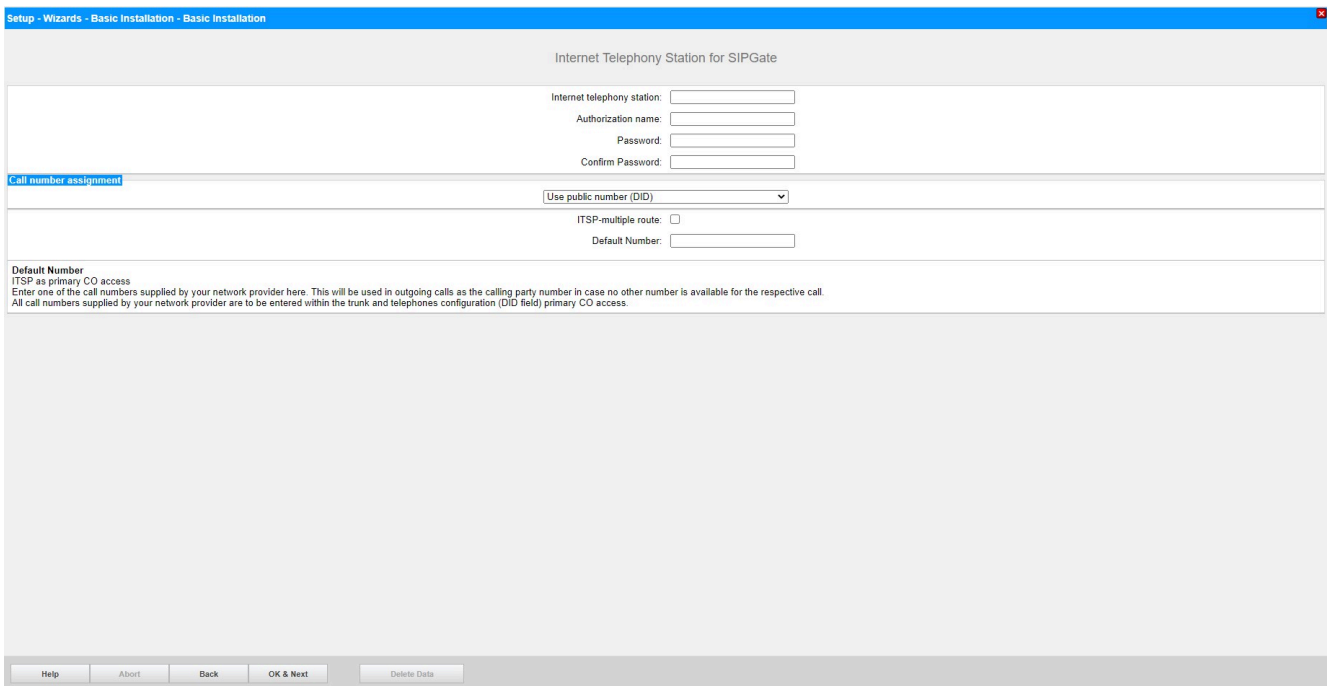 Setup - Wizards - Basic Installation - Basic Installation
Internet Telephony Station for SIPGate
Internet telephony station:
Authorization name:
Password:
Confirm Password:
Call number assignment
Use public number (DID)
ITSP-multiple route:
Default Number:
Default Number
ITSP as primary CO access
Enter one of the call numbers supplied by your network provider here. This will be used in outgoing calls as the calling party number in case no other number is available for the respective call.
All call numbers supplied by your network provider are to be entered within the trunk and telephones configuration (DID field) primary CO access.
Help Abort Back OK & Next Delete Data